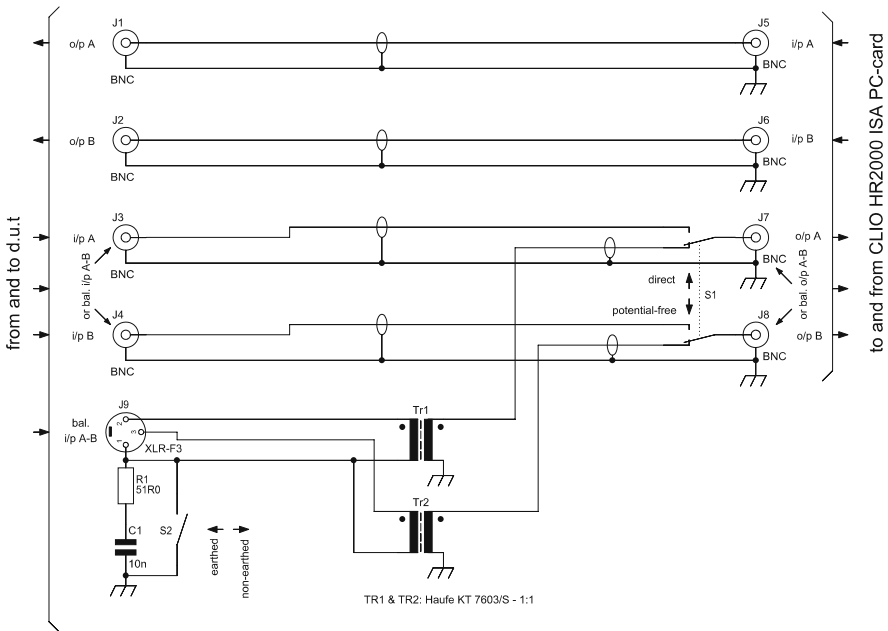 J1
J5
o/p A
i/p A
BNC
BNC
J2
J6
o/p B
i/p B
BNC
BNC
J3
J7
i/p A
o/p A
BNC
BNC
or bal. i/p A-B
or bal. o/p A-B
direct
S1
potential-free
J4
J8
i/p B
o/p B
BNC
BNC
from and to d.u.t
to and from CLIO HR2000 ISA PC-card
J9
bal.
i/p A-B
2
3
1
XLR-F3
Tr1
R1
51R0
Tr2
C1
10n
S2
earthed
non-earthed
TR1 & TR2: Haufe KT 7603/S - 1:1